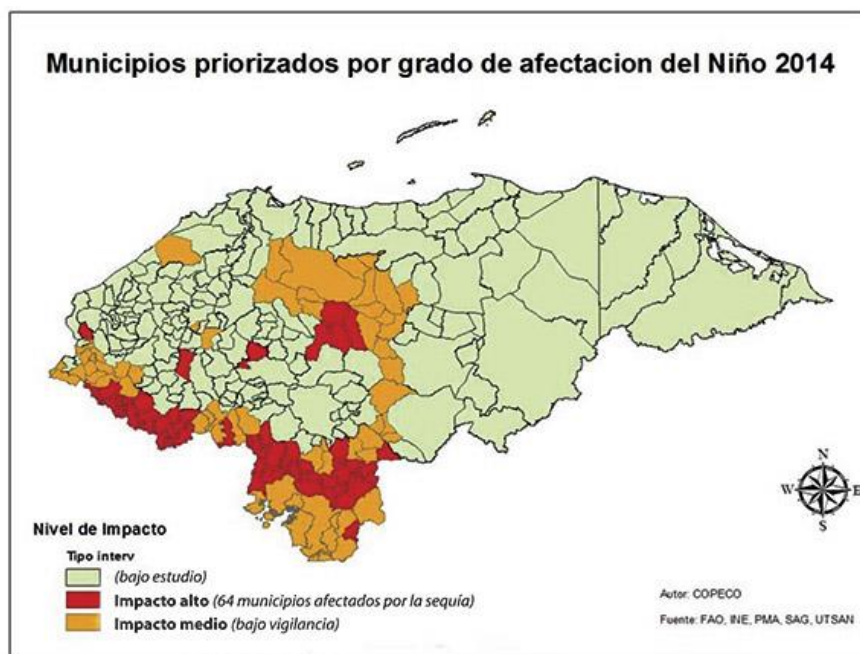 Municipios priorizados por grado de afectacion del Niño 2014
N
W E
S
Nivel de Impacto
Tipo interv
(bajo estudio)
Impacto alto (64 municipios afectados por la sequía)
Impacto medio (bajo vigilancia)
Autor: COPECO
Fuente: FAO, INE, PMA, SAG, UTSAN